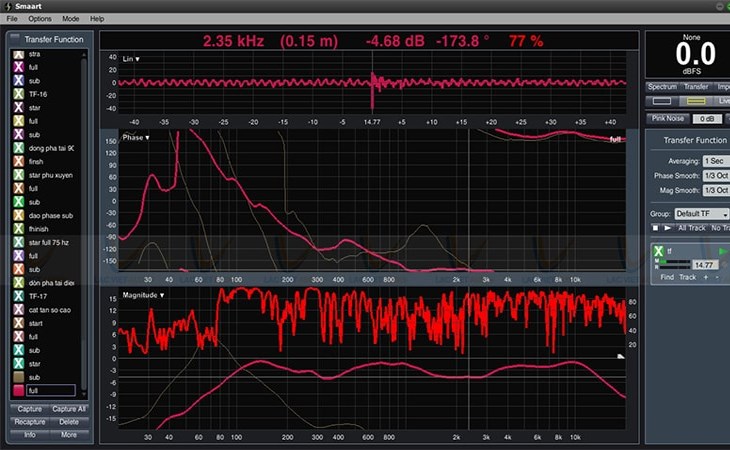 Smaart
File Options Mode Help
Transfer Function
stra
full
sub
TF-16
star
full
sub
dong pha tai 90
finsh
star phu xuyen
full
sub
dao phase sub
thinish
star full 75 hz
full
sub
dón pha tai diem
TF-17
cat tan so cao
start
full
sub
star
sub
full
Capture Capture All
Recapture Delete
Info More
2.35 kHz (0.15 m) -4.68 dB -173.8 ° 77 %
Lin
40
20
0
-20
-40
-40 -35 -30 -25 -20 -15 -10 -5 14.77 +5 +10 +15 +20 +25 +30 +35 +40
Phase
full
150
120
90
60
30
0
-30
-60
-90
-120
-150
30 40 60 80 100 200 300 400 600 800 2k 3k 4k 6k 8k 10k
Magnitude
15
12
9
6
3
0
-3
-6
-9
-12
-15
80
60
40
20
30 40 60 80 100 200 300 400 600 800 2k 3k 4k 6k 8k 10k
None
0.0
dBFS
Spectrum Transfer Impu
Live
Pink Noise 0 dB
Transfer Function
Averaging: 1 Sec
Phase Smooth: 1/3 Oct
Mag Smooth: 1/3 Oct
Group: Default TF
All Track No Tra
tf
M
R
14.77
Find Track + -